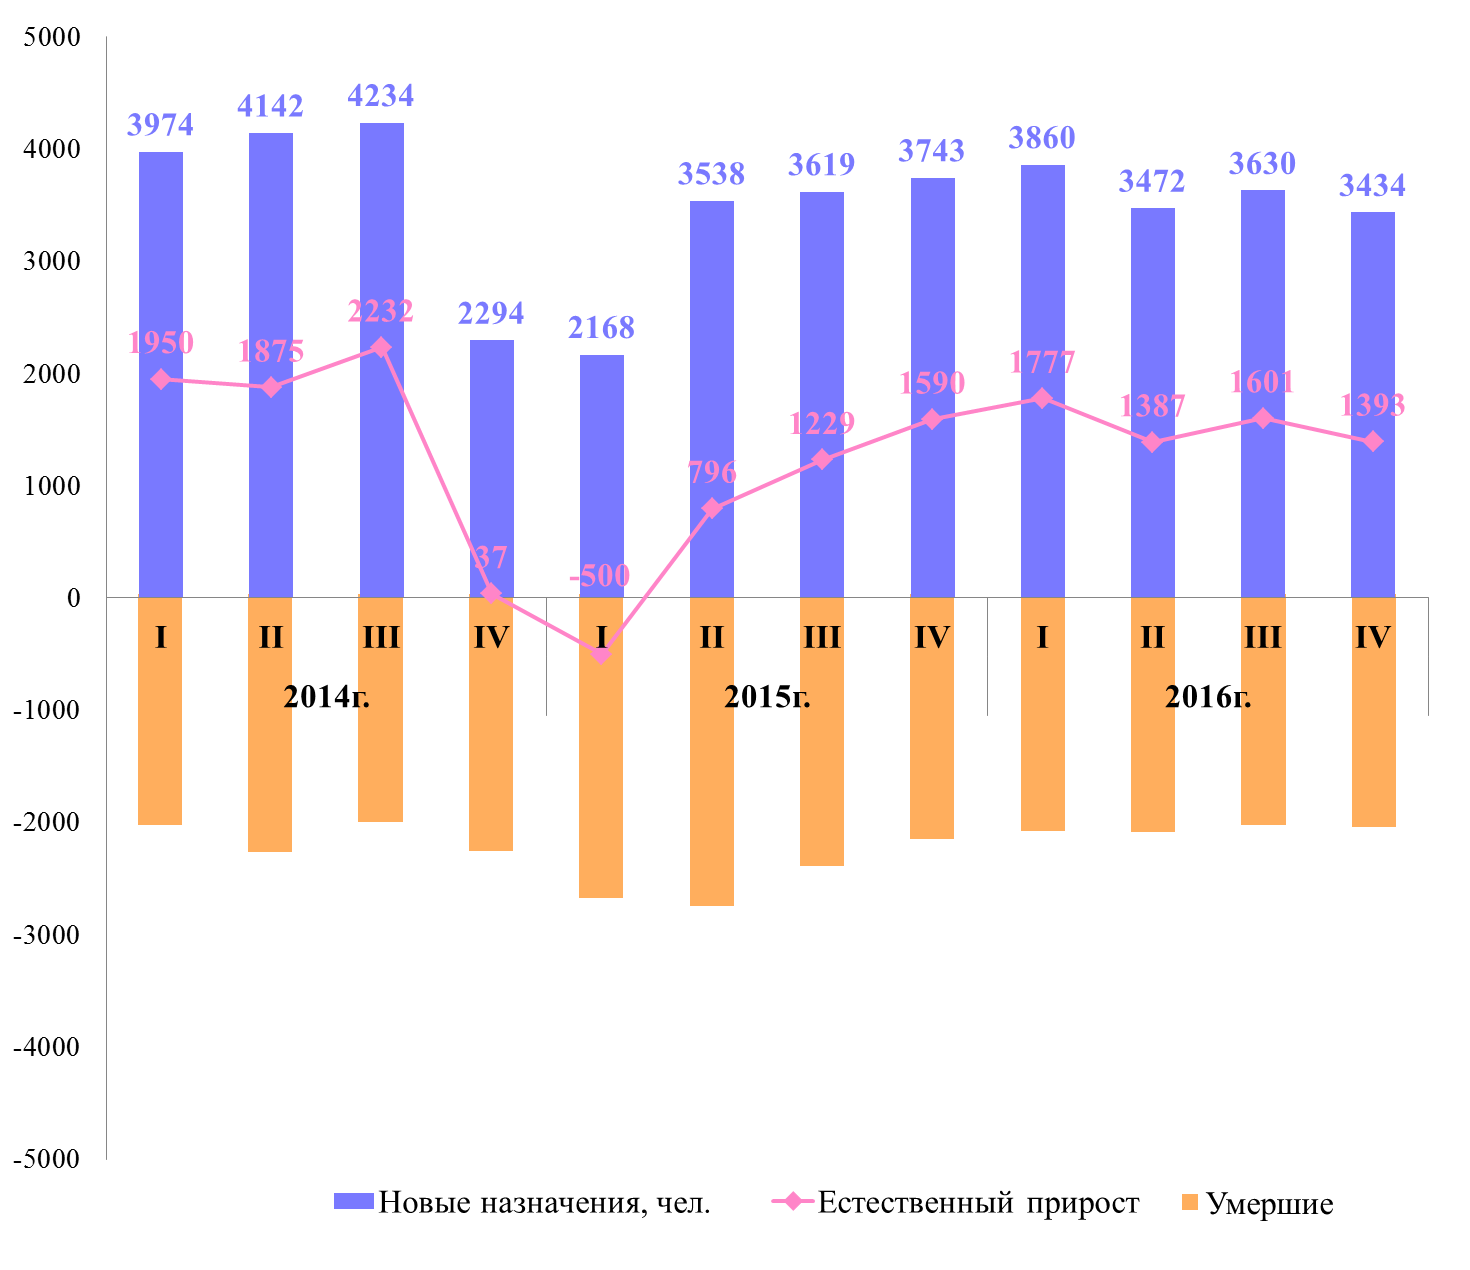 5000
4000
3000
2000
1000
0
-1000
-2000
-3000
-4000
-5000
3974 4142 4234 2294 2168 3538 3619 3743 3860 3472 3630 3434
1950 1875 2232 37 -500 796 1229 1590 1777 1387 1601 1393
I II III IV I II III IV I II III IV
2014г. 2015г. 2016г.
Новые назначения, чел. Естественный прирост Умершие